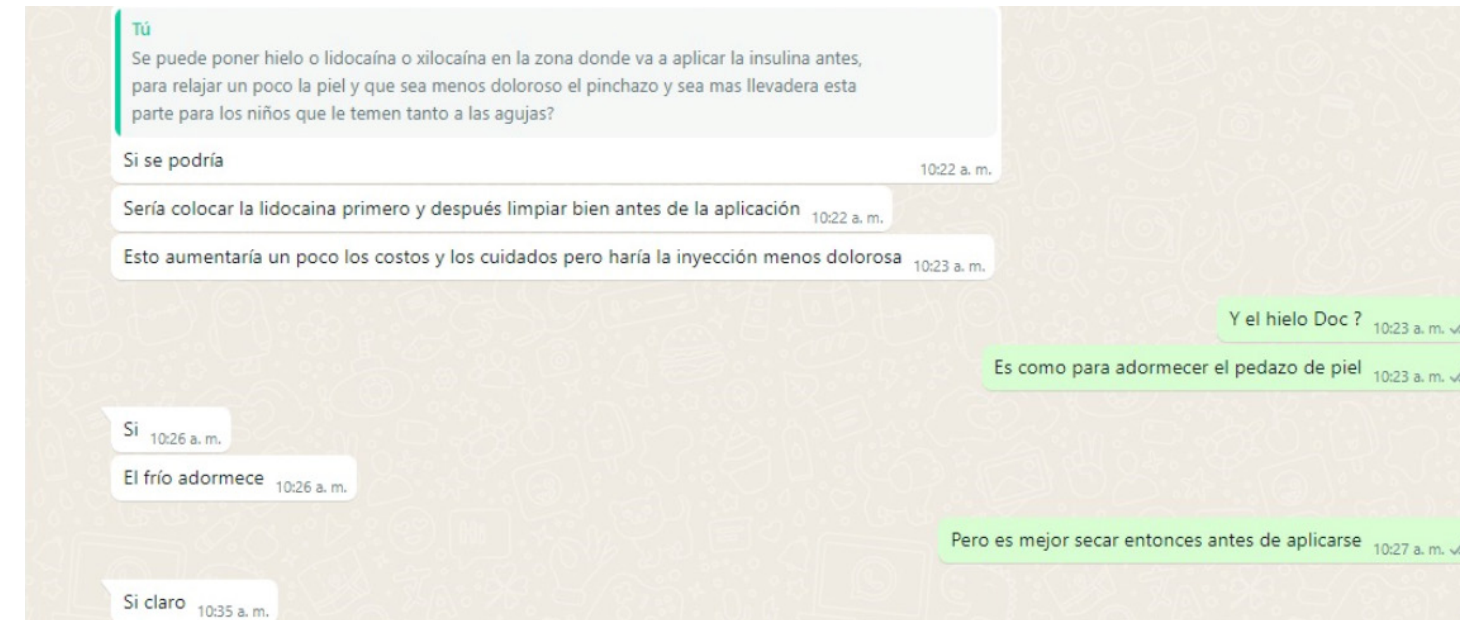 Tú
Se puede poner hielo o lidocaína o xilocaína en la zona donde va a aplicar la insulina antes,
para relajar un poco la piel y que sea menos doloroso el pinchazo y sea mas llevadera esta
parte para los niños que le temen tanto a las agujas?
Si se podría 10:22 a. m.
Sería colocar la lidocaina primero y después limpiar bien antes de la aplicación 10:22 a. m.
Esto aumentaría un poco los costos y los cuidados pero haría la inyección menos dolorosa 10:23 a. m.
Y el hielo Doc ? 10:23 a. m.
Es como para adormecer el pedazo de piel 10:23 a. m.
Si 10:26 a. m.
El frío adormece 10:26 a. m.
Pero es mejor secar entonces antes de aplicarse 10:27 a. m.
Si claro 10:35 a. m.